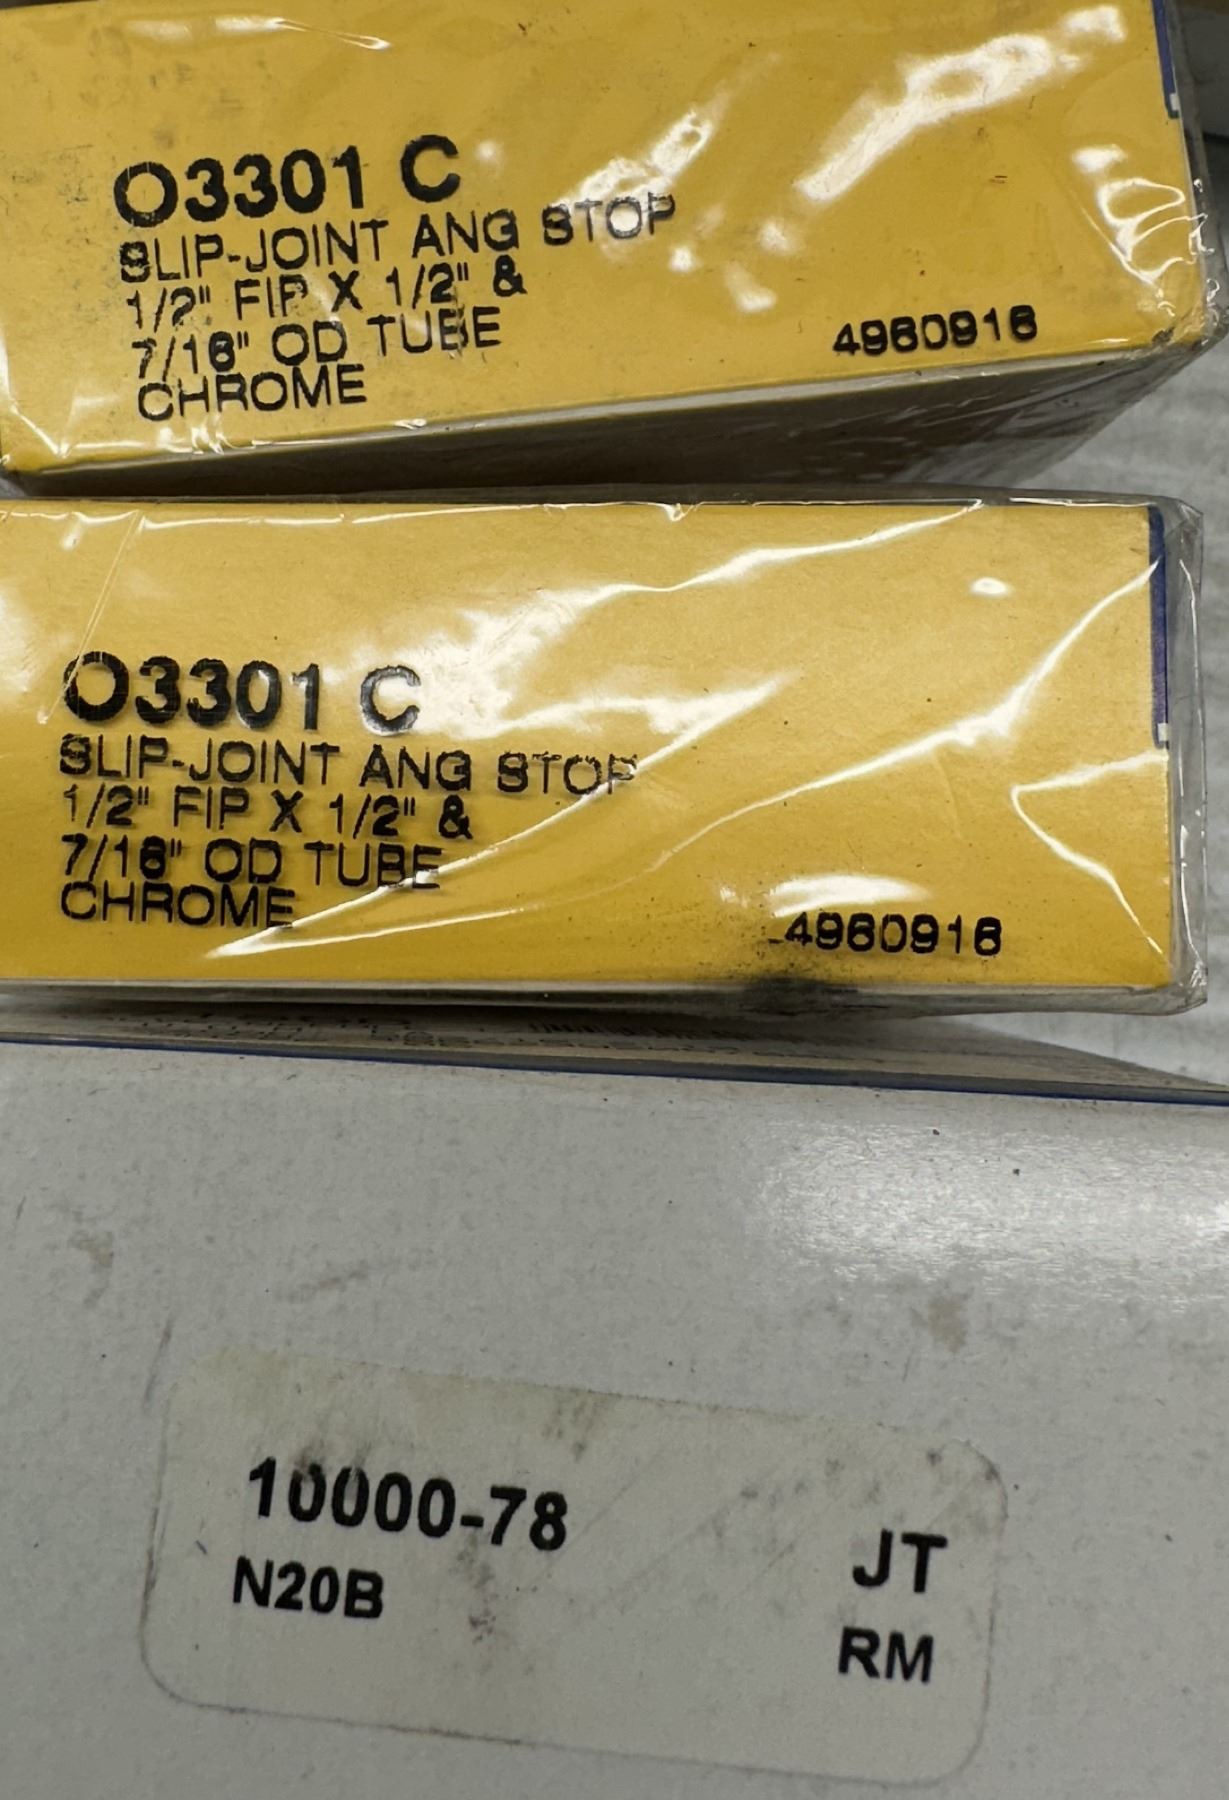 O3301 C
SLIP-JOINT ANG STOP
1/2" FIP X 1/2" &
7/16" OD TUBE
CHROME
4960916
O3301 C
SLIP-JOINT ANG STOP
1/2" FIP X 1/2" &
7/16" OD TUBE
CHROME
4960916
10000-78
JT
N20B
RM